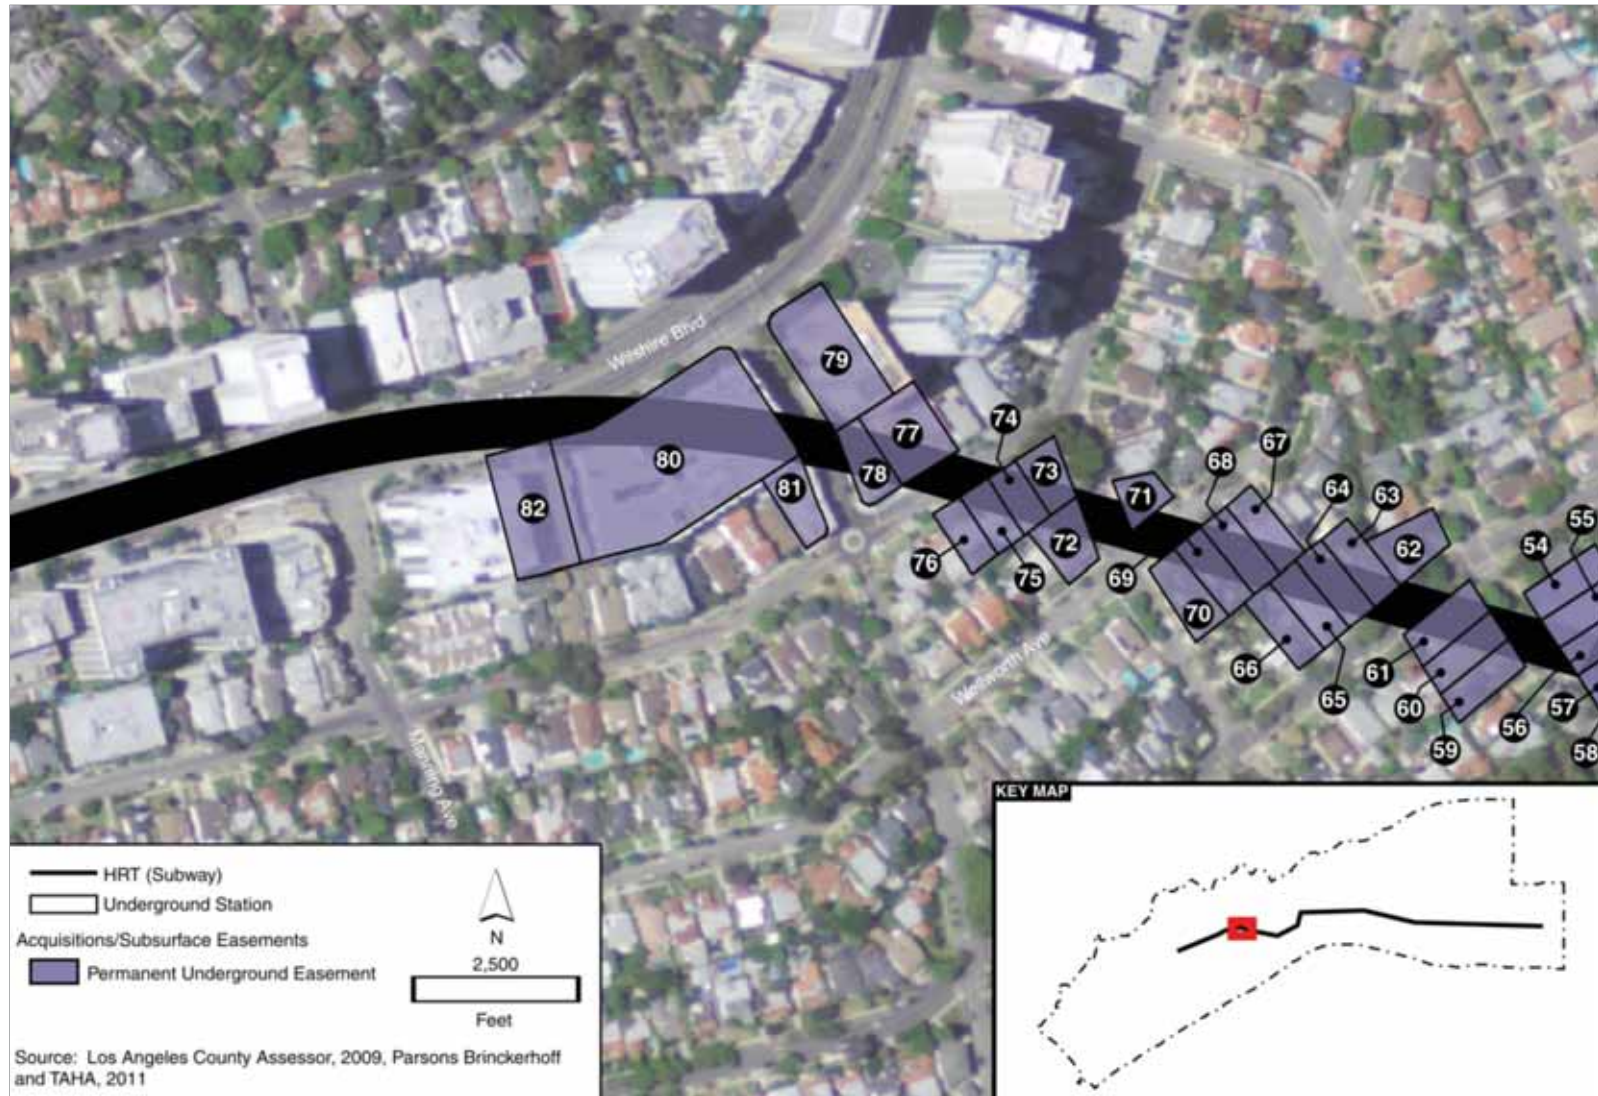 Wilshire Blvd
79
74
67
77
73
68
80
78
81
71
64
63
55
82
62
54
76
72
75
69
70
66
61
65
60
56
57
59
58
Wellworth Ave
Manning Ave
HRT (Subway)
Underground Station
Acquisitions/Subsurface Easements
Permanent Underground Easement
N
2,500
Feet
Source: Los Angeles County Assessor, 2009, Parsons Brinckerhoff
and TAHA, 2011
KEY MAP